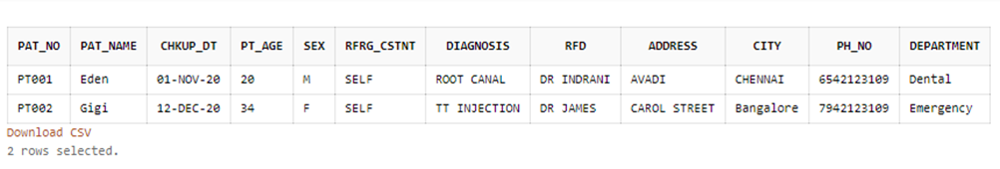 PAT_NO PAT_NAME CHKUP_DT PT_AGE SEX RFRG_CSTNT DIAGNOSIS RFD ADDRESS CITY PH_NO DEPARTMENT
PT001 Eden 01-NOV-20 20 M SELF ROOT CANAL DR INDRANI AVADI CHENNAI 6542123109 Dental
PT002 Gigi 12-DEC-20 34 F SELF TT INJECTION DR JAMES CAROL STREET Bangalore 7942123109 Emergency
Download CSV
2 rows selected.